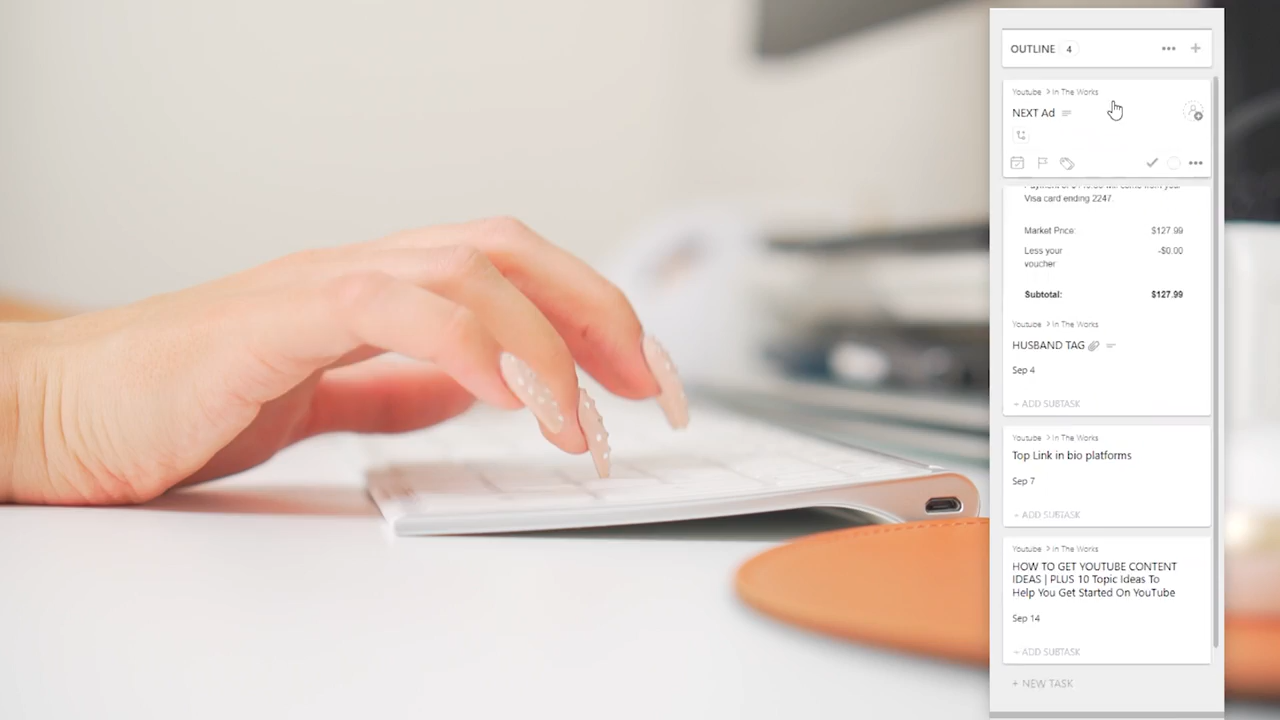 OUTLINE 4
Youtube > In The Works
NEXT Ad
Visa card ending 2247.
Market Price: $127.99
Less your voucher -$0.00
Subtotal: $127.99
Youtube > In The Works
HUSBAND TAG
Sep 4
+ ADD SUBTASK
Youtube > In The Works
Top Link in bio platforms
Sep 7
+ ADD SUBTASK
Youtube > In The Works
HOW TO GET YOUTUBE CONTENT
IDEAS | PLUS 10 Topic Ideas To
Help You Get Started On YouTube
Sep 14
+ ADD SUBTASK
+ NEW TASK